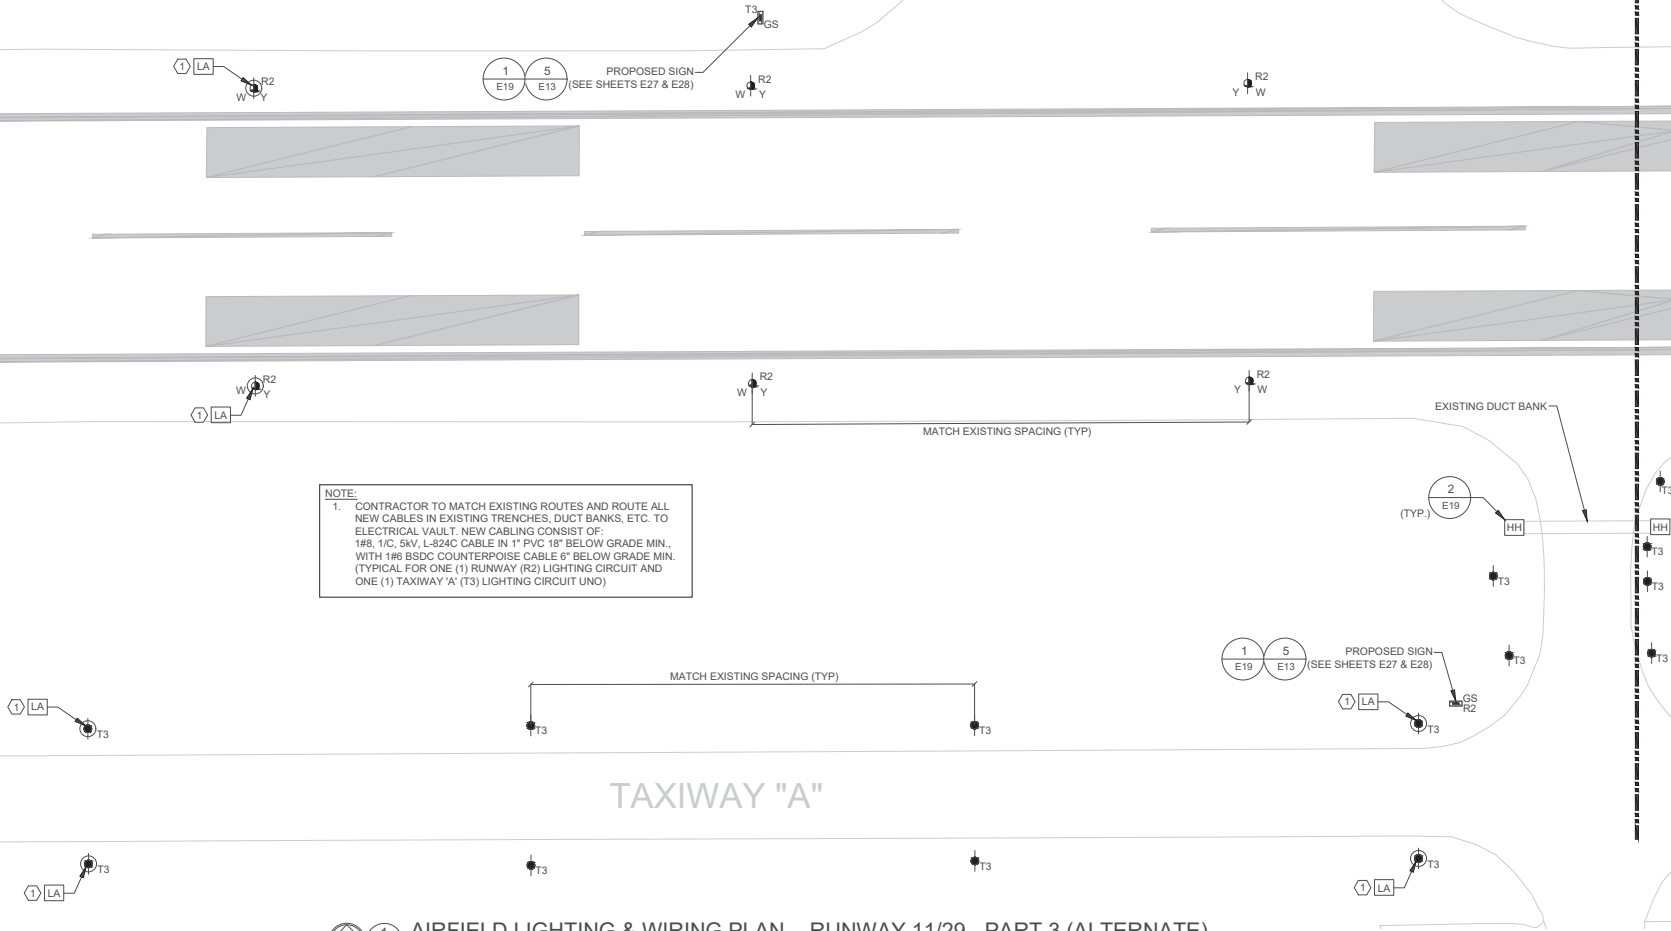 T3
GS
1 LA
R2
W Y
1 5
E19 E13
PROPOSED SIGN
(SEE SHEETS E27 & E28)
R2
W Y
R2
Y W
R2
W Y
1 LA
R2
W Y
R2
Y W
MATCH EXISTING SPACING (TYP)
EXISTING DUCT BANK
2
E19
(TYP.)
HH
HH
T3
T3
T3
T3
T3
T3
NOTE:
1. CONTRACTOR TO MATCH EXISTING ROUTES AND ROUTE ALL
NEW CABLES IN EXISTING TRENCHES, DUCT BANKS, ETC. TO
ELECTRICAL VAULT. NEW CABLING CONSIST OF:
1#8, 1/C, 5kV, L-824C CABLE IN 1" PVC 18" BELOW GRADE MIN.,
WITH 1#6 BSDC COUNTERPOISE CABLE 6" BELOW GRADE MIN.
(TYPICAL FOR ONE (1) RUNWAY (R2) LIGHTING CIRCUIT AND
ONE (1) TAXIWAY 'A' (T3) LIGHTING CIRCUIT UNO)
1 5
E19 E13
PROPOSED SIGN
(SEE SHEETS E27 & E28)
GS
R2
MATCH EXISTING SPACING (TYP)
1 LA
T3
T3
T3
1 LA
T3
TAXIWAY "A"
T3
1 LA
T3
T3
T3
1 LA
1 AIRFIELD LIGHTING & WIRING PLAN - RUNWAY 11/29 - PART 3 (ALTERNATE)